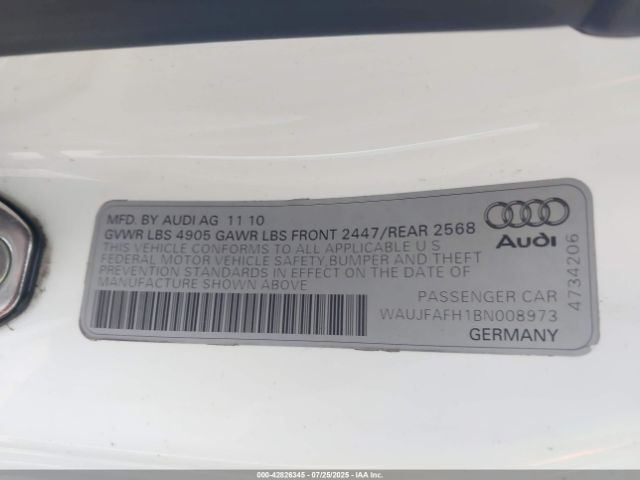 MFD. BY AUDI AG 11 10
GVWR LBS 4905 GAWR LBS FRONT 2447/REAR 2568
THIS VEHICLE CONFORMS TO ALL APPLICABLE U S
FEDERAL MOTOR VEHICLE SAFETY, BUMPER AND THEFT
PREVENTION STANDARDS IN EFFECT ON THE DATE OF
MANUFACTURE SHOWN ABOVE
Audi
4734206
PASSENGER CAR
WAUJFAFH1BN008973
GERMANY
000-42826345 - 07/25/2025 - IAAI.COM